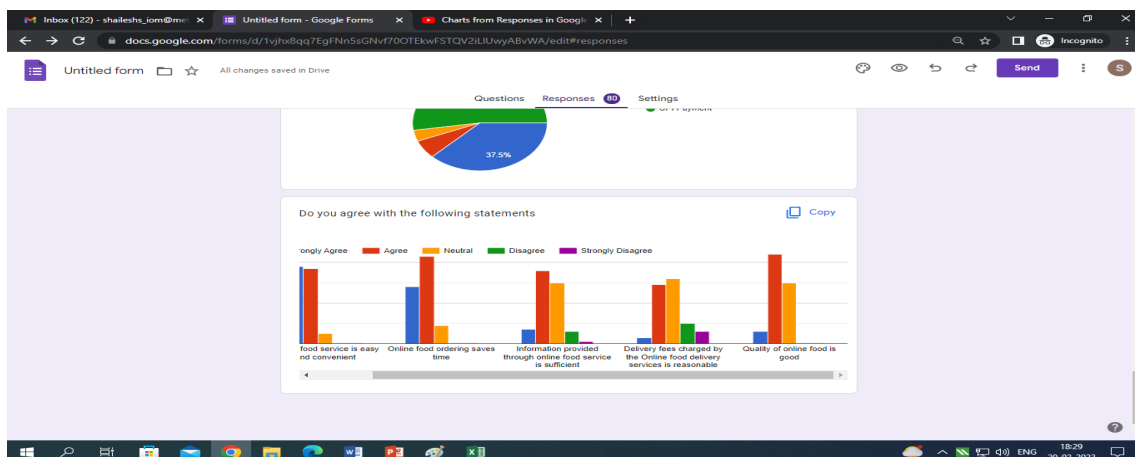 Inbox (122) - shaileshs_iom@met
Untitled form - Google Forms
Charts from Responses in Google
docs.google.com/forms/d/1vjhx8qq7EgFNn5sGNvf70OTEkwFSTQV2iLIUwyABvWA/edit#responses
Incognito
Untitled form
All changes saved in Drive
Send
S
Questions Responses 80 Settings
37.5%
Do you agree with the following statements
Copy
ongly Agree Agree Neutral Disagree Strongly Disagree
food service is easy
nd convenient
Online food ordering saves
time
Information provided
through online food service
is sufficient
Delivery fees charged by
the Online food delivery
services is reasonable
Quality of online food is
good
ENG
18:29